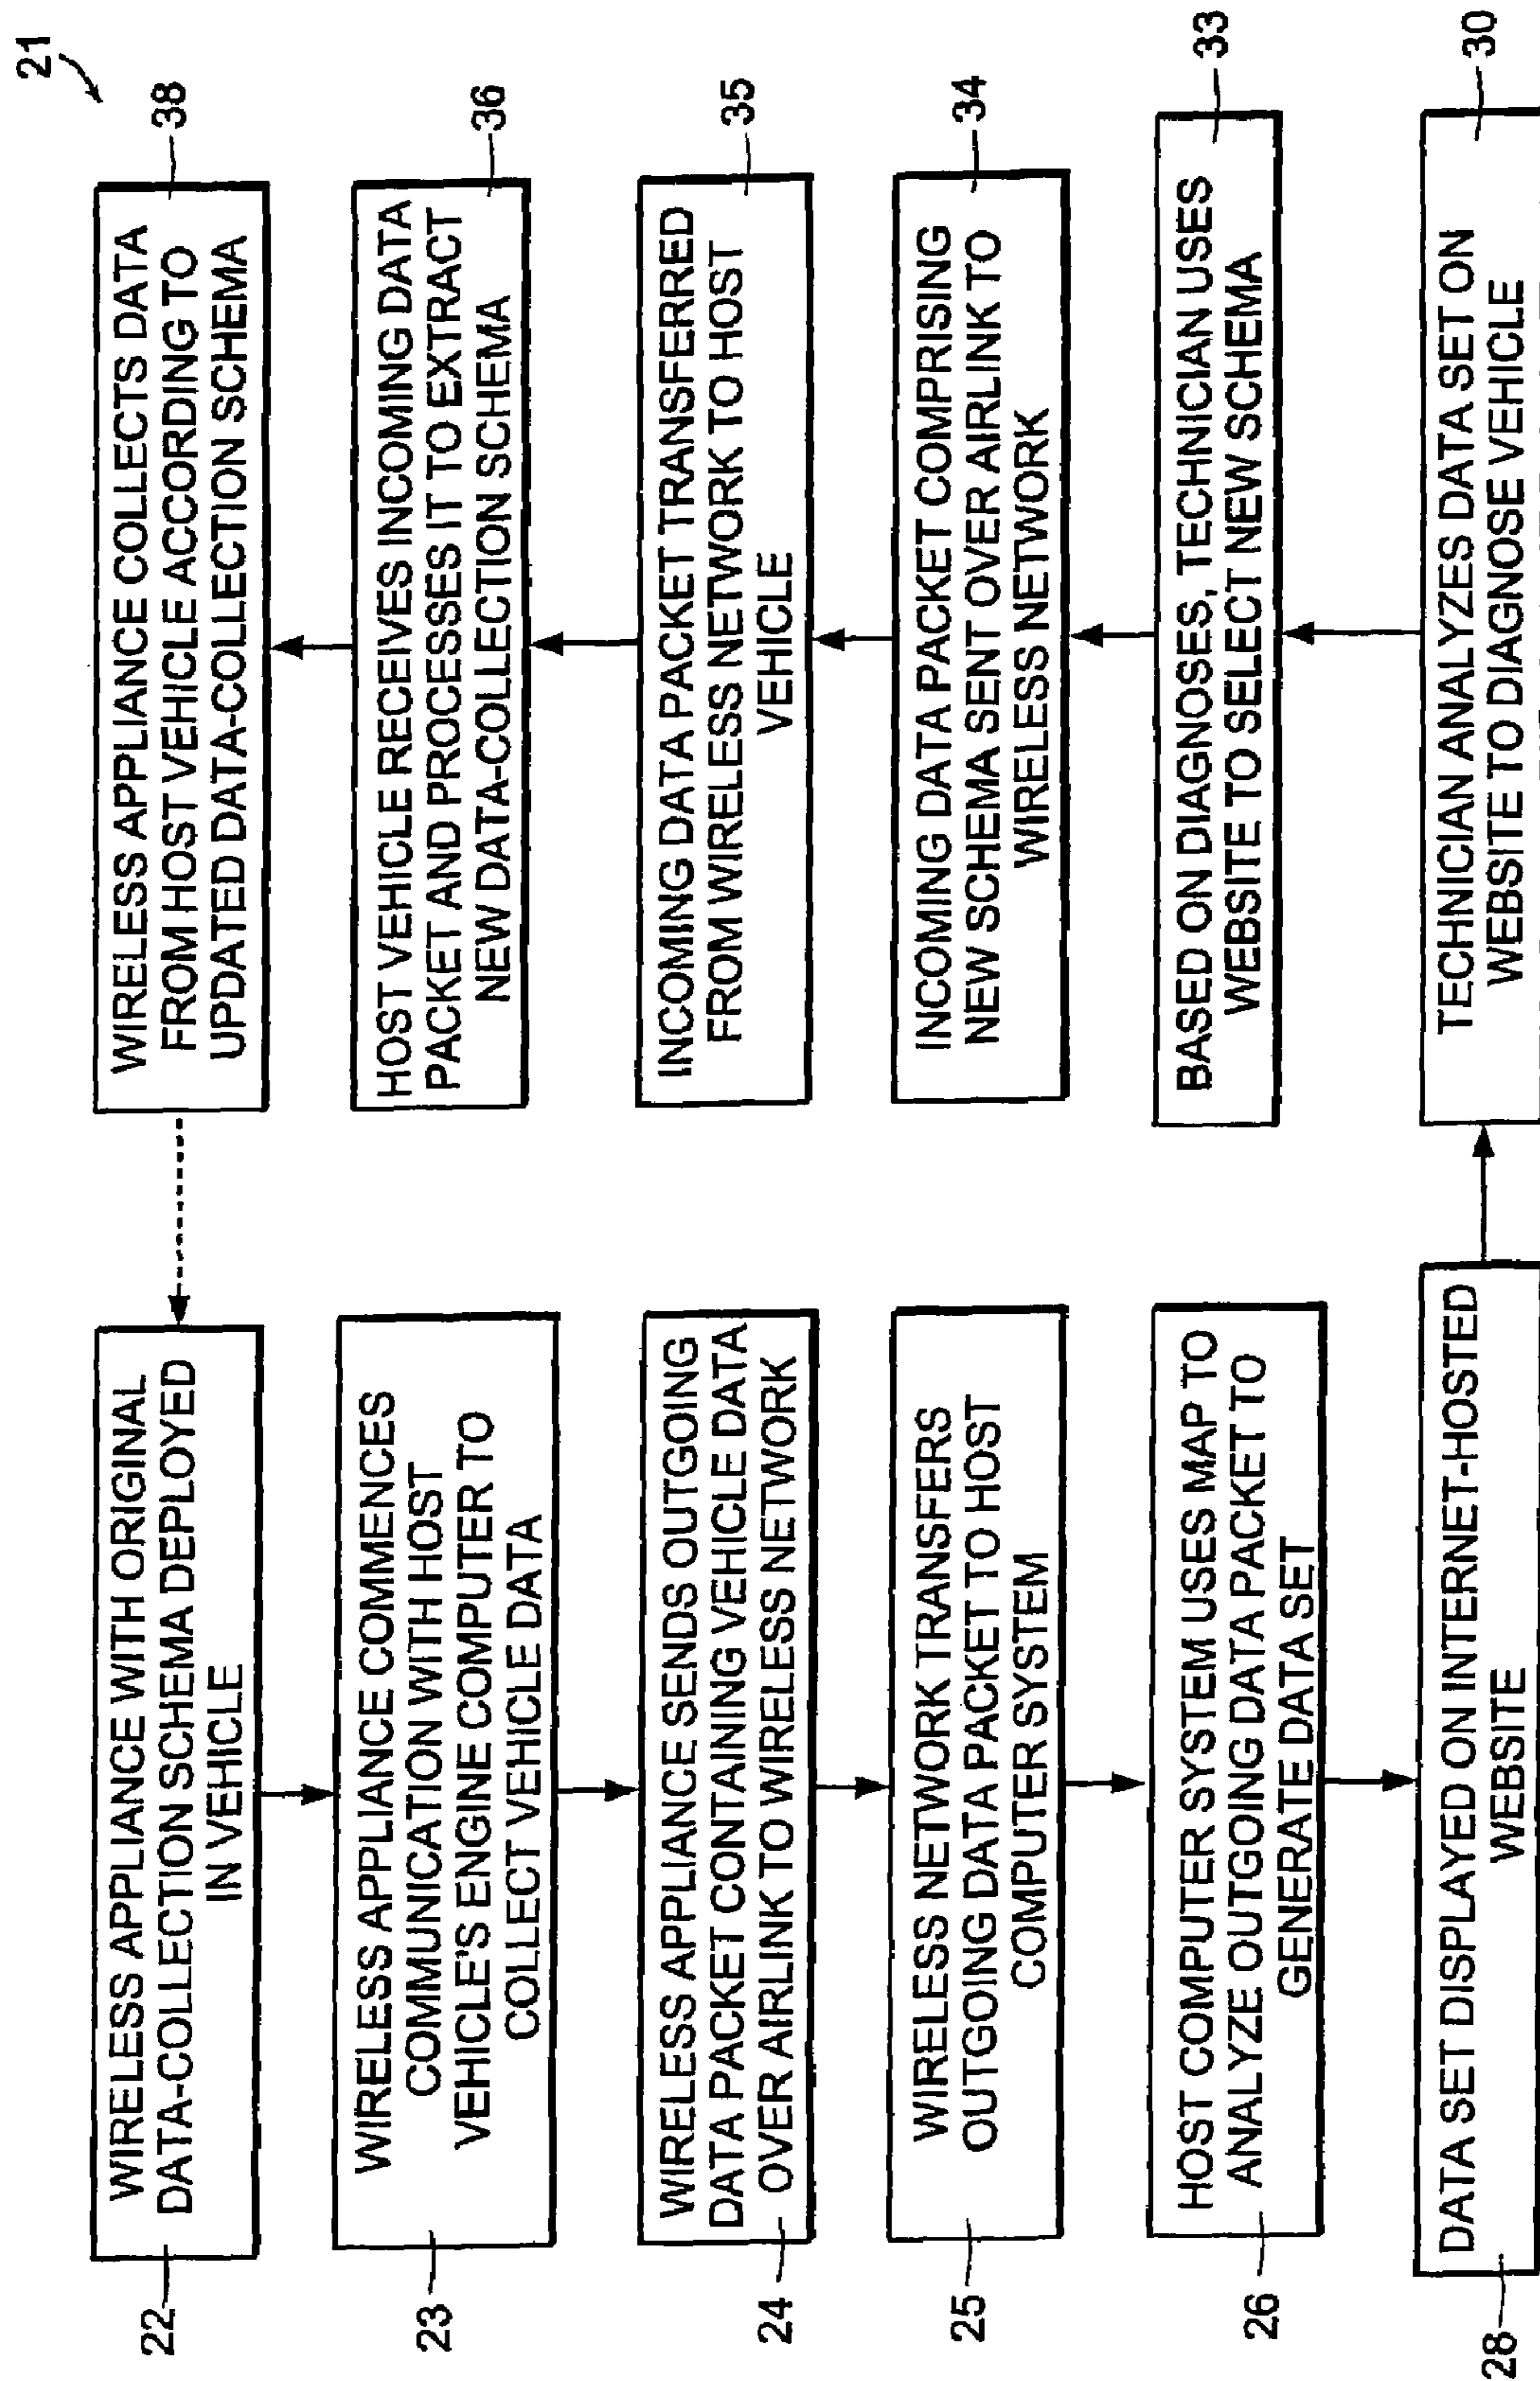 21
22
WIRELESS APPLIANCE WITH ORIGINAL
DATA-COLLECTION SCHEMA DEPLOYED
IN VEHICLE
23
WIRELESS APPLIANCE COMMENCES
COMMUNICATION WITH HOST
VEHICLE'S ENGINE COMPUTER TO
COLLECT VEHICLE DATA
24
WIRELESS APPLIANCE SENDS OUTGOING
DATA PACKET CONTAINING VEHICLE DATA
OVER AIRLINK TO WIRELESS NETWORK
25
WIRELESS NETWORK TRANSFERS
OUTGOING DATA PACKET TO HOST
COMPUTER SYSTEM
26
HOST COMPUTER SYSTEM USES MAP TO
ANALYZE OUTGOING DATA PACKET TO
GENERATE DATA SET
28
DATA SET DISPLAYED ON INTERNET-HOSTED
WEBSITE
38
WIRELESS APPLIANCE COLLECTS DATA
FROM HOST VEHICLE ACCORDING TO
UPDATED DATA-COLLECTION SCHEMA
36
HOST VEHICLE RECEIVES INCOMING DATA
PACKET AND PROCESSES IT TO EXTRACT
NEW DATA-COLLECTION SCHEMA
35
INCOMING DATA PACKET TRANSFERRED
FROM WIRELESS NETWORK TO HOST
VEHICLE
34
INCOMING DATA PACKET COMPRISING
NEW SCHEMA SENT OVER AIRLINK TO
WIRELESS NETWORK
33
BASED ON DIAGNOSES, TECHNICIAN USES
WEBSITE TO SELECT NEW SCHEMA
30
TECHNICIAN ANALYZES DATA SET ON
WEBSITE TO DIAGNOSE VEHICLE